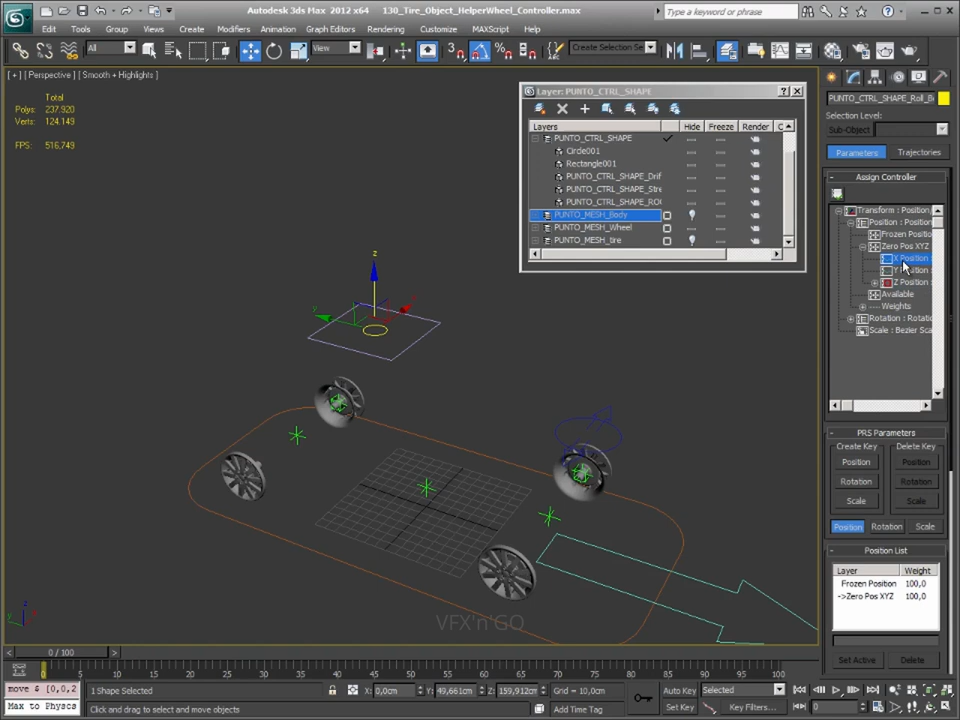 Autodesk 3ds Max 2012 x64 130_Tire_Object_HelperWheel_Controller.max
Type a keyword or phrase
Edit Tools Group Views Create Modifiers Animation Graph Editors Rendering Customize MAXScript Help
All
View
Create Selection Se
[ + ] [ Perspective ] [ Smooth + Highlights ]
Total
Polys: 237,920
Verts: 124,149
FPS: 516,749
Layer: PUNTO_CTRL_SHAPE
Layers Hide Freeze Render C
PUNTO_CTRL_SHAPE
Circle001
Rectangle001
PUNTO_CTRL_SHAPE_Drif
PUNTO_CTRL_SHAPE_Stre
PUNTO_CTRL_SHAPE_RO
PUNTO_MESH_Body
PUNTO_MESH_Wheel
PUNTO_MESH_tire
PUNTO_CTRL_SHAPE_Roll_B
Selection Level:
Sub-Object
Parameters Trajectories
Assign Controller
Transform : Position
Position : Position
Frozen Positio
Zero Pos XYZ
X Position
Y Position
Z Position
Available
Weights
Rotation : Rotatio
Scale : Bezier Sca
PRS Parameters
Create Key Delete Key
Position Position
Rotation Rotation
Scale Scale
Position Rotation Scale
Position List
Layer Weight
Frozen Position 100,0
->Zero Pos XYZ 100,0
Set Active Delete
z
VFX'n'GO
z
0 / 100
0 5 10 15 20 25 30 35 40 45 50 55 60 65 70 75 80 85 90 95 100
move $ [0,0,2
1 Shape Selected
X: 0,0cm Y: 49,661cm Z: 159,912cm
Grid = 10,0cm
Auto Key Selected
Max to Physcs
Click and drag to select and move objects
Add Time Tag
Set Key Key Filters...
0